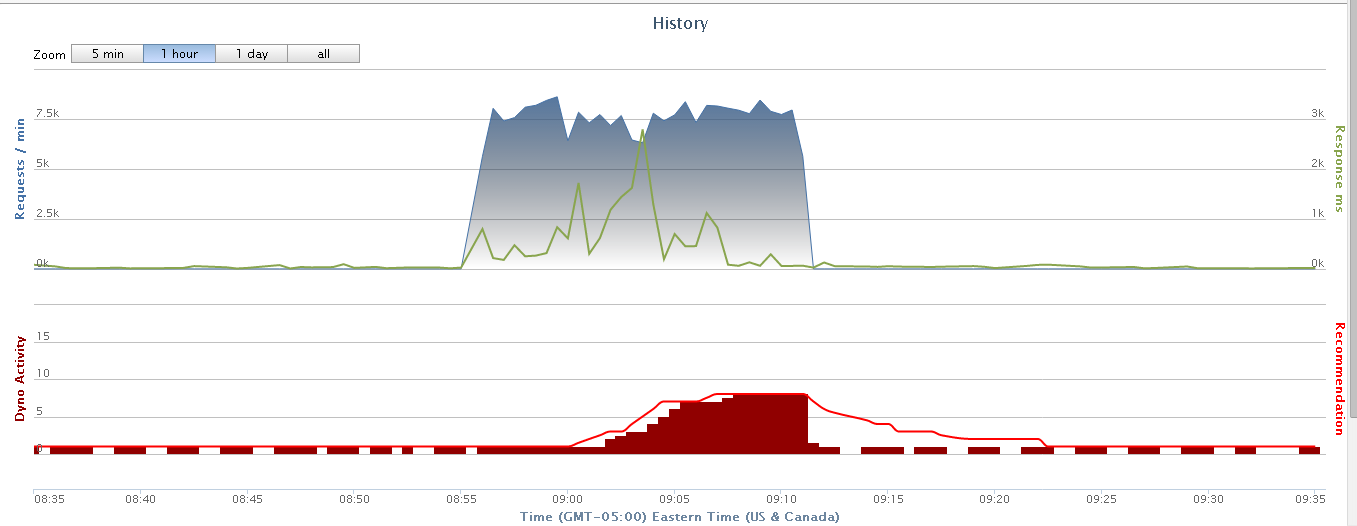 History
Zoom 5 min 1 hour 1 day all
Requests / min
7.5k
5k
2.5k
0k
Response ms
3k
2k
1k
0k
Dyno Activity
15
10
5
0
Recommendation
08:35 08:40 08:45 08:50 08:55 09:00 09:05 09:10 09:15 09:20 09:25 09:30 09:35
Time (GMT-05:00) Eastern Time (US & Canada)